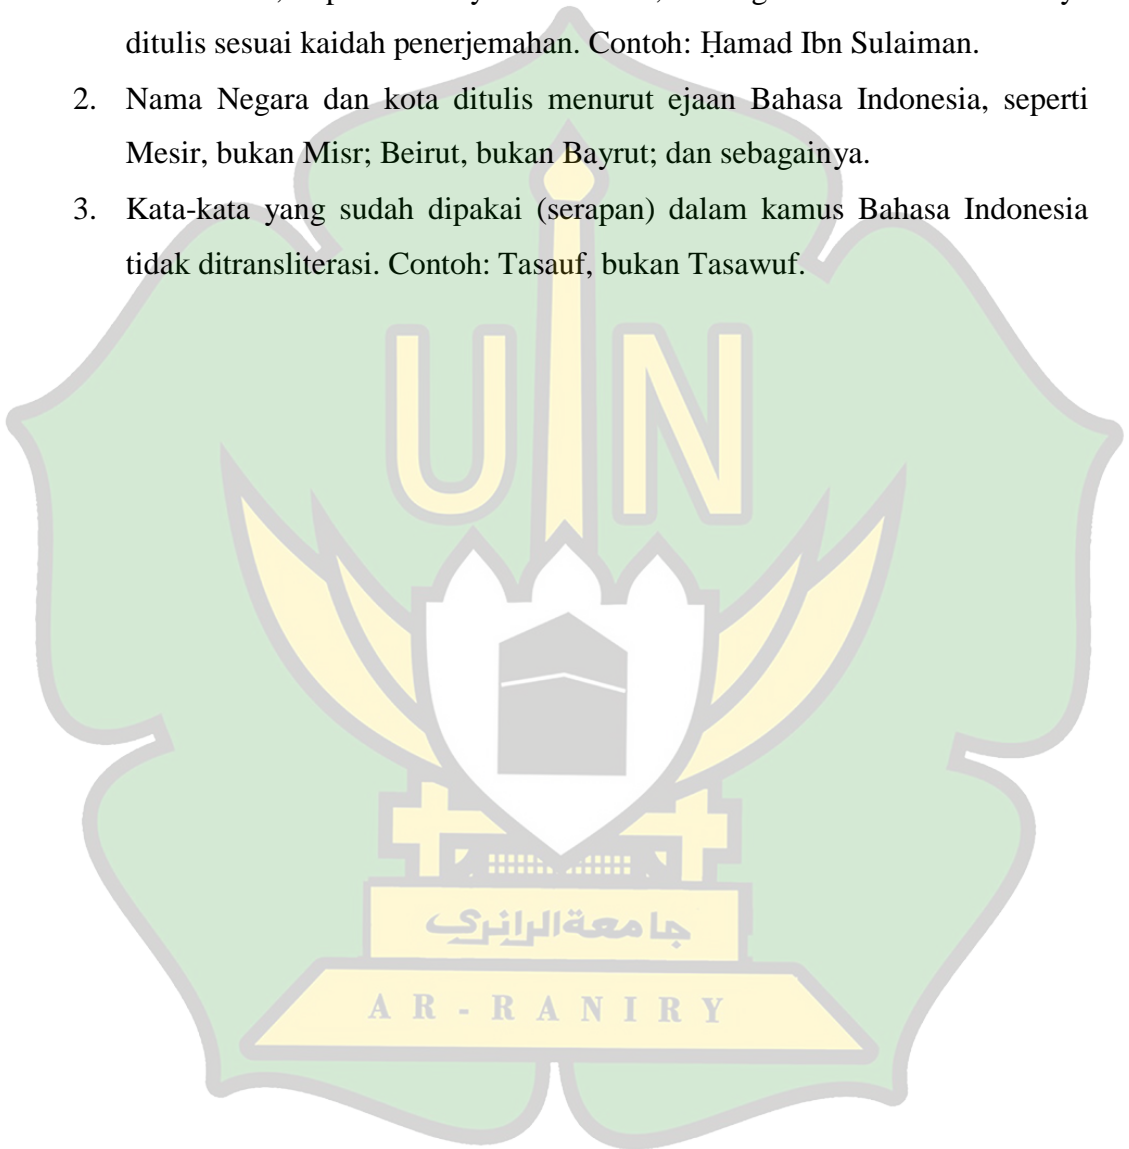 ditulis sesuai kaidah penerjemahan. Contoh: Ḥamad Ibn Sulaiman.
2. Nama Negara dan kota ditulis menurut ejaan Bahasa Indonesia, seperti
Mesir, bukan Misr; Beirut, bukan Bayrut; dan sebagainya.
3. Kata-kata yang sudah dipakai (serapan) dalam kamus Bahasa Indonesia
tidak ditransliterasi. Contoh: Tasauf, bukan Tasawuf.
UIN
جامعة الرانري
AR-RANIRY